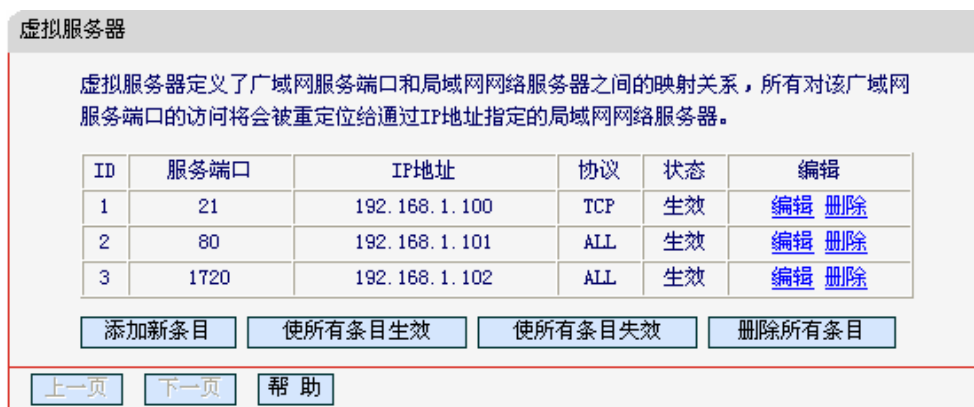 虚拟服务器
虚拟服务器定义了广域网服务端口和局域网网络服务器之间的映射关系，所有对该广域网
服务端口的访问将会被重定位给通过IP地址指定的局域网网络服务器。
ID 服务端口 IP地址 协议 状态 编辑
1 21 192.168.1.100 TCP 生效 编辑 删除
2 80 192.168.1.101 ALL 生效 编辑 删除
3 1720 192.168.1.102 ALL 生效 编辑 删除
添加新条目 使所有条目生效 使所有条目失效 删除所有条目
上一页 下一页 帮 助